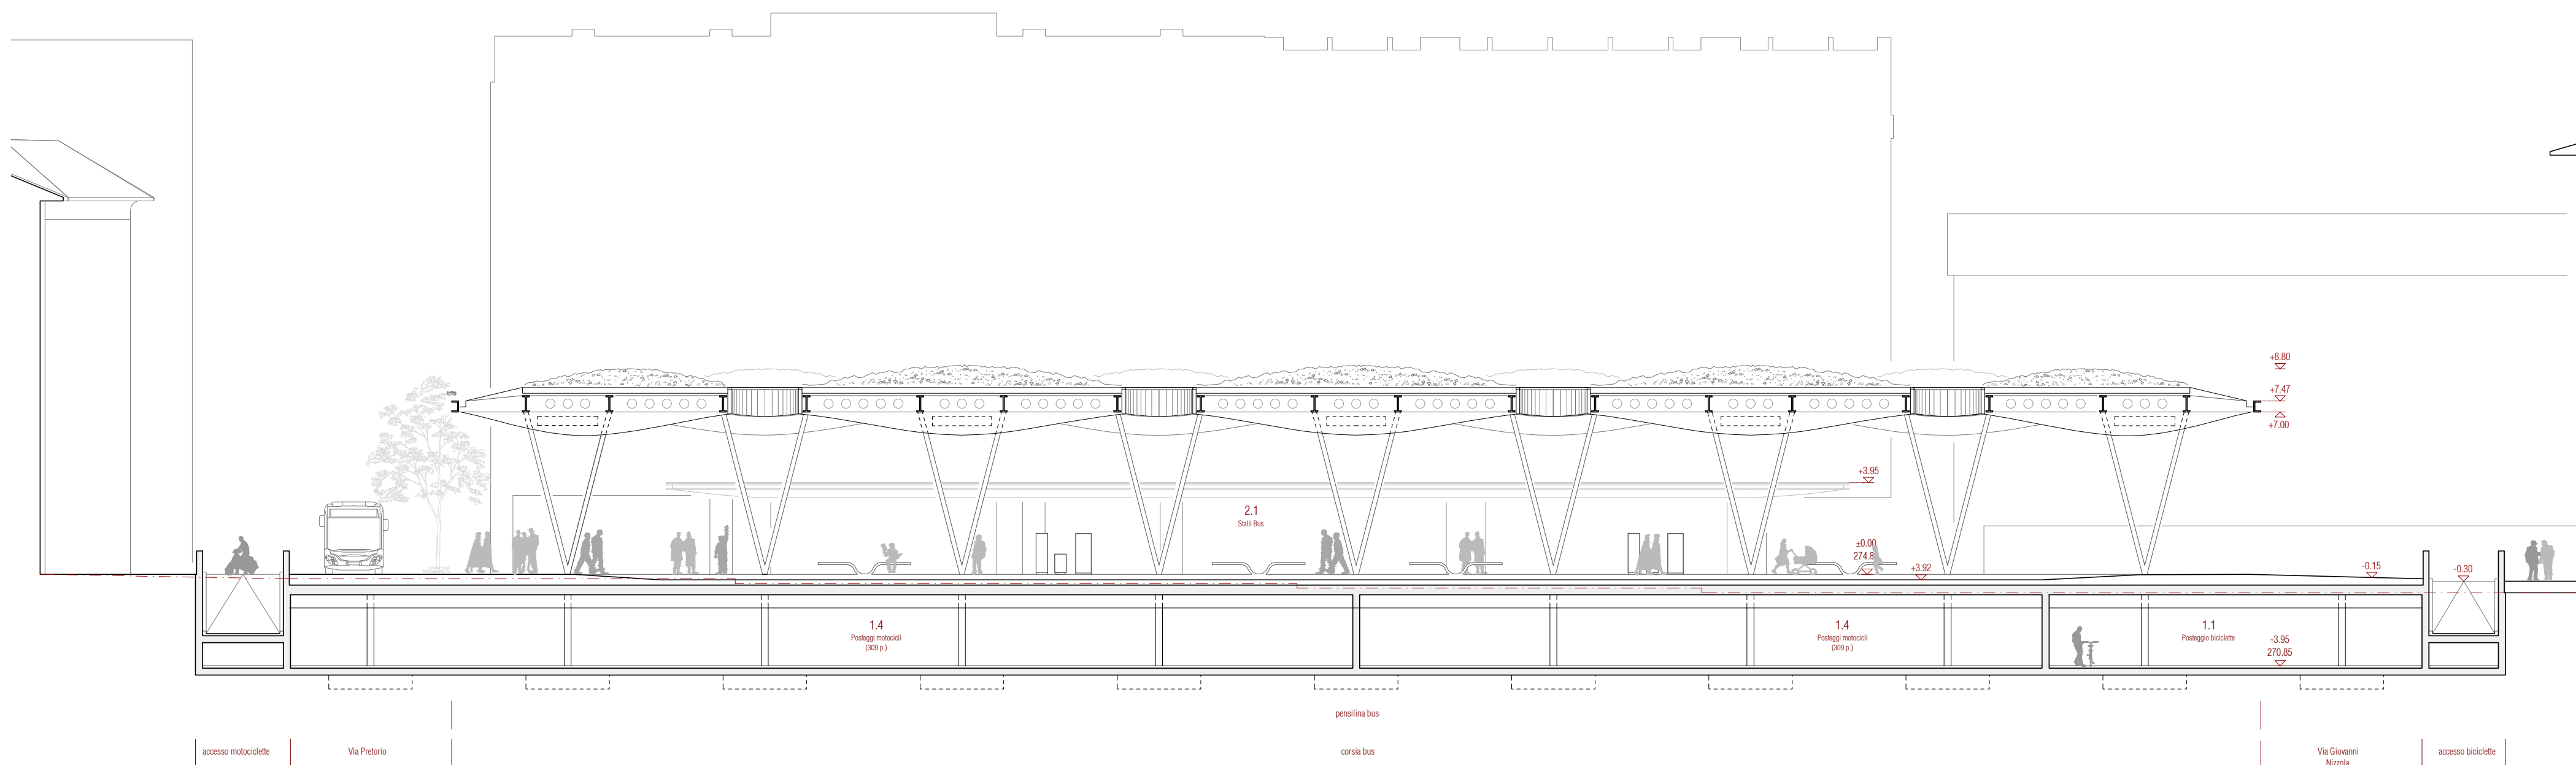 +8.80
+7.47
+7.00
+3.95
2.1
Stalli Bus
±0.00
274.8
+3.92
-0.15
-0.30
1.4
Posteggi motocicli
(309 p.)
1.4
Posteggi motocicli
(309 p.)
1.1
Posteggio biciclette
-3.95
270.85
pensilina bus
accesso motociclette
Via Pretorio
corsia bus
Via Giovanni
Nizzola
accesso biciclette